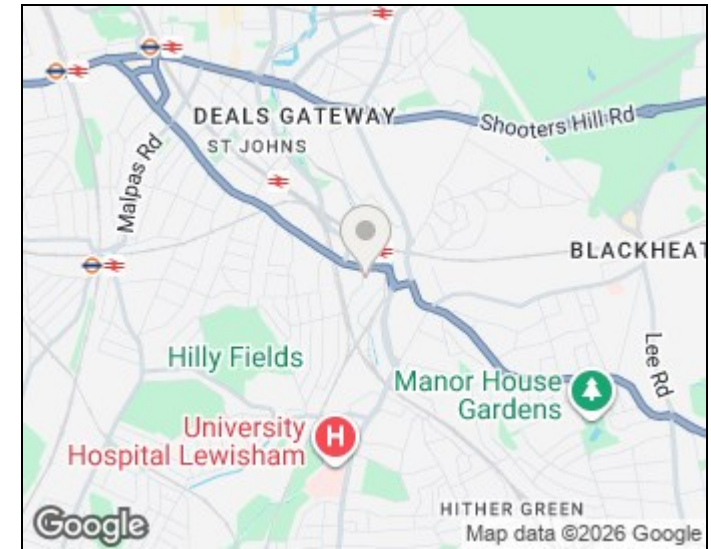 DEALS GATEWAY
Shooters Hill Rd
ST JOHNS
Malpas Rd
BLACKHEAT
Hilly Fields
Lee Rd
Manor House
Gardens
University
Hospital Lewisham
H
HITHER GREEN
Google
Map data ©2026 Google